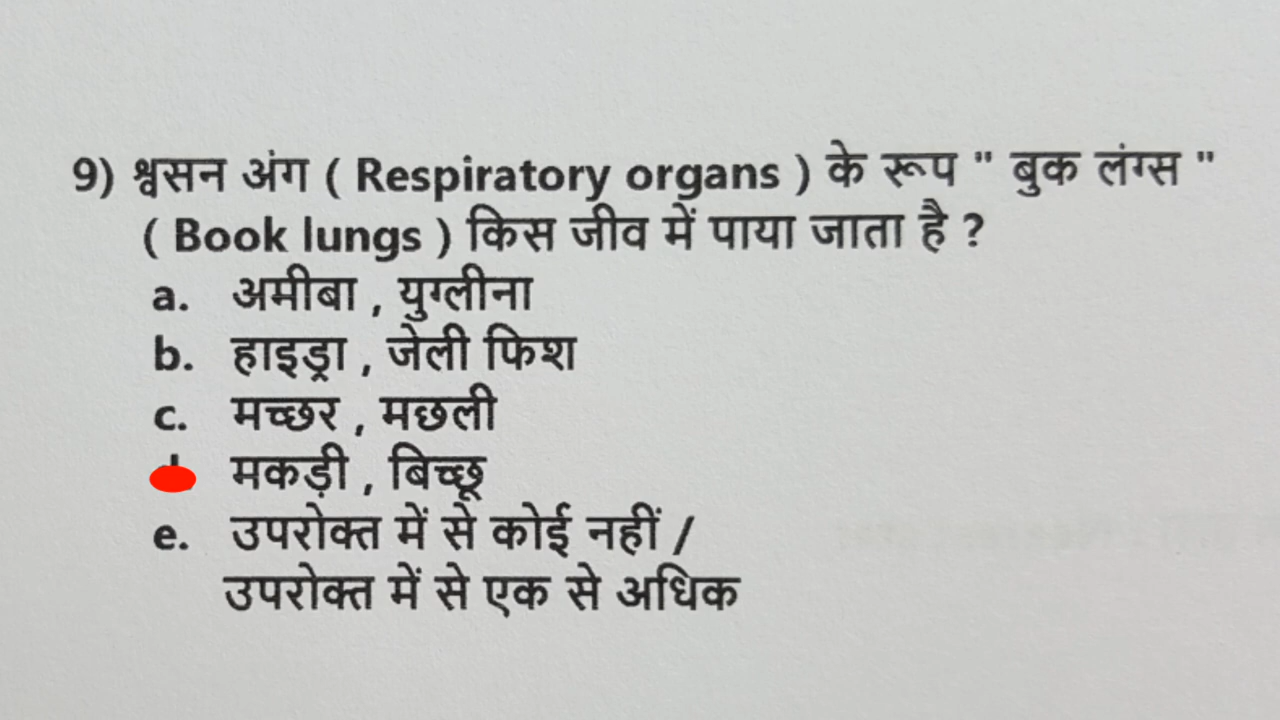 9) श्वसन अंग ( Respiratory organs ) के रूप " बुक लंग्स "
( Book lungs ) किस जीव में पाया जाता है ?
a. अमीबा , युग्लीना
b. हाइड्रा , जेली फिश
c. मच्छर , मछली
मकड़ी , बिच्छू
e. उपरोक्त में से कोई नहीं /
उपरोक्त में से एक से अधिक